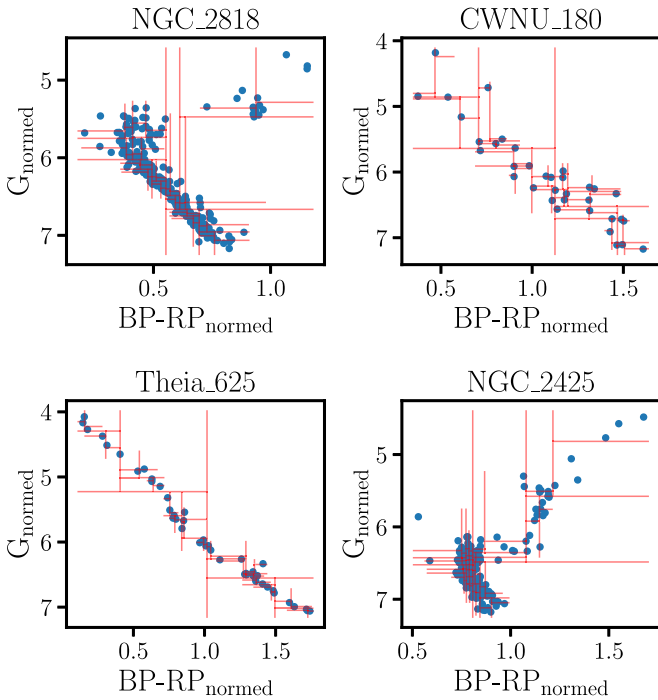 NGC_2818
CWNU_180
G_normed
5
6
7
0.5
1.0
BP-RP_normed
G_normed
4
5
6
7
0.5
1.0
1.5
BP-RP_normed
Theia_625
NGC_2425
G_normed
4
5
6
7
0.5
1.0
1.5
BP-RP_normed
G_normed
5
6
7
0.5
1.0
1.5
BP-RP_normed